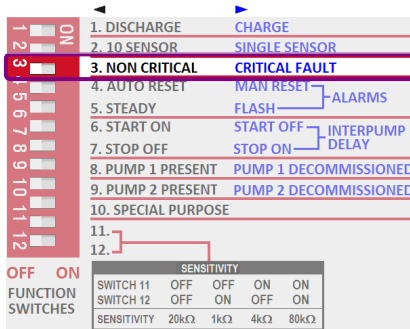 ON
1. DISCHARGE CHARGE
2. 10 SENSOR SINGLE SENSOR
3. NON CRITICAL CRITICAL FAULT
4. AUTO RESET MAN RESET
ALARMS
5. STEADY FLASH
6. START ON START OFF
INTERPUMP
DELAY
7. STOP OFF STOP ON
8. PUMP 1 PRESENT PUMP 1 DECOMMISSIONED
9. PUMP 2 PRESENT PUMP 2 DECOMMISSIONED
10. SPECIAL PURPOSE
11.
12.
1
2
3
4
5
6
7
8
9
10
11
12
OFF ON
FUNCTION
SWITCHES
SENSITIVITY
SWITCH 11 OFF OFF ON ON
SWITCH 12 OFF ON OFF ON
SENSITIVITY 20kΩ 1kΩ 4kΩ 80kΩ